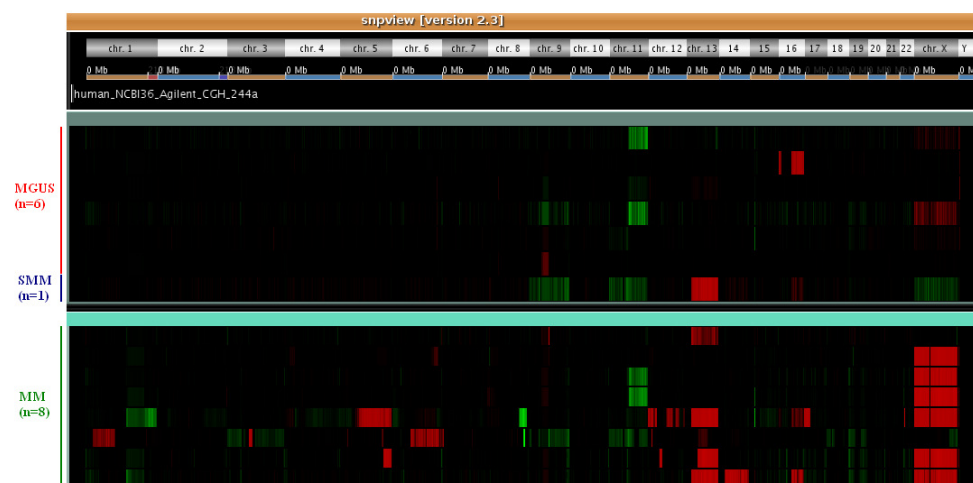 snpview [version 2.3]
chr. 1 chr. 2 chr. 3 chr. 4 chr. 5 chr. 6 chr. 7 chr. 8 chr. 9 chr. 10 chr. 11 chr. 12 chr. 13 14 15 16 17 18 19 20 21 22 chr. X Y
0 Mb 0 Mb 0 Mb 0 Mb 0 Mb 0 Mb 0 Mb 0 Mb 0 Mb 0 Mb 0 Mb 0 Mb 0 Mb 0 Mb 0 Mb 0 Mb 0 Mb
human_NCBI36_Agilent_CGH_244a
MGUS
(n=6)
SMM
(n=1)
MM
(n=8)